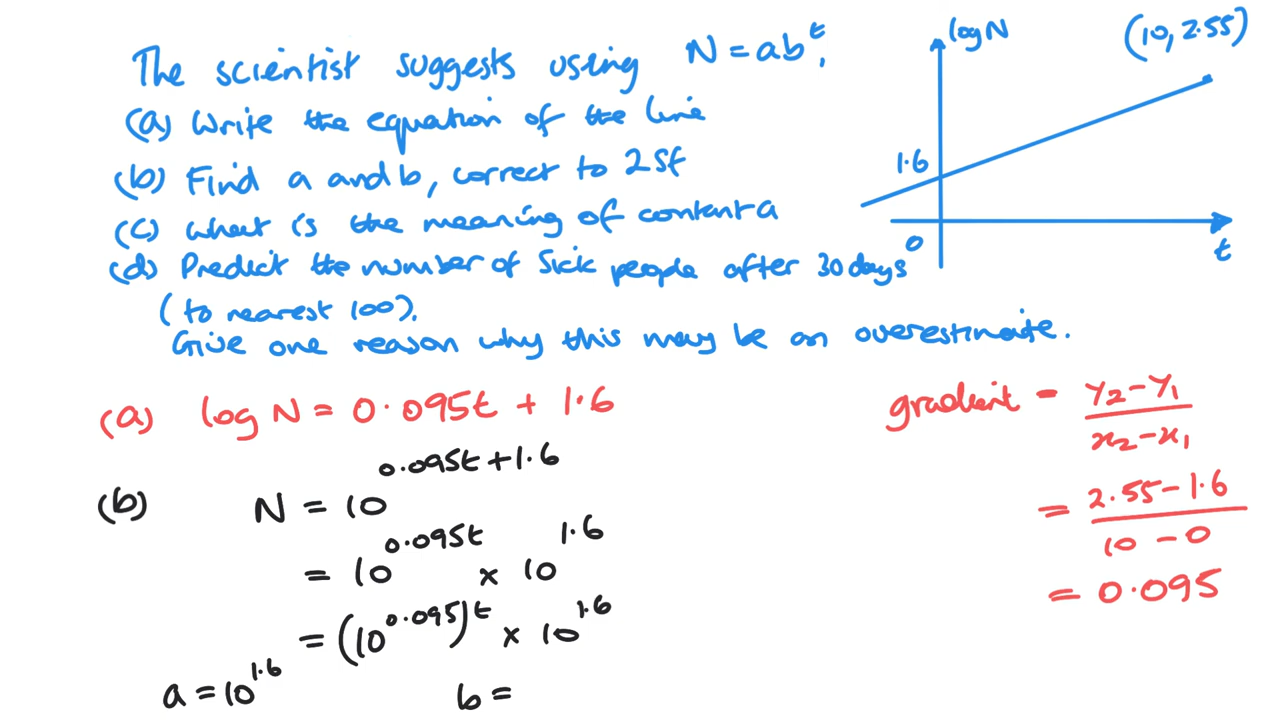 The scientist suggests using N = ab^t,
(a) Write the equation of the line
(b) Find a and b, correct to 2 sf
(c) What is the meaning of contant a
(d) Predict the number of sick people after 30 days
(to nearest 100).
Give one reason why this may be an overestimate.
log N
(10, 2.55)
1.6
0
t
(a) log N = 0.095t + 1.6
(b) N = 10^(0.095t + 1.6)
= 10^(0.095t) × 10^(1.6)
= (10^(0.095))^t × 10^(1.6)
a = 10^(1.6) b =
gradient = (y₂ - y₁)/(x₂ - x₁)
= (2.55 - 1.6)/(10 - 0)
= 0.095